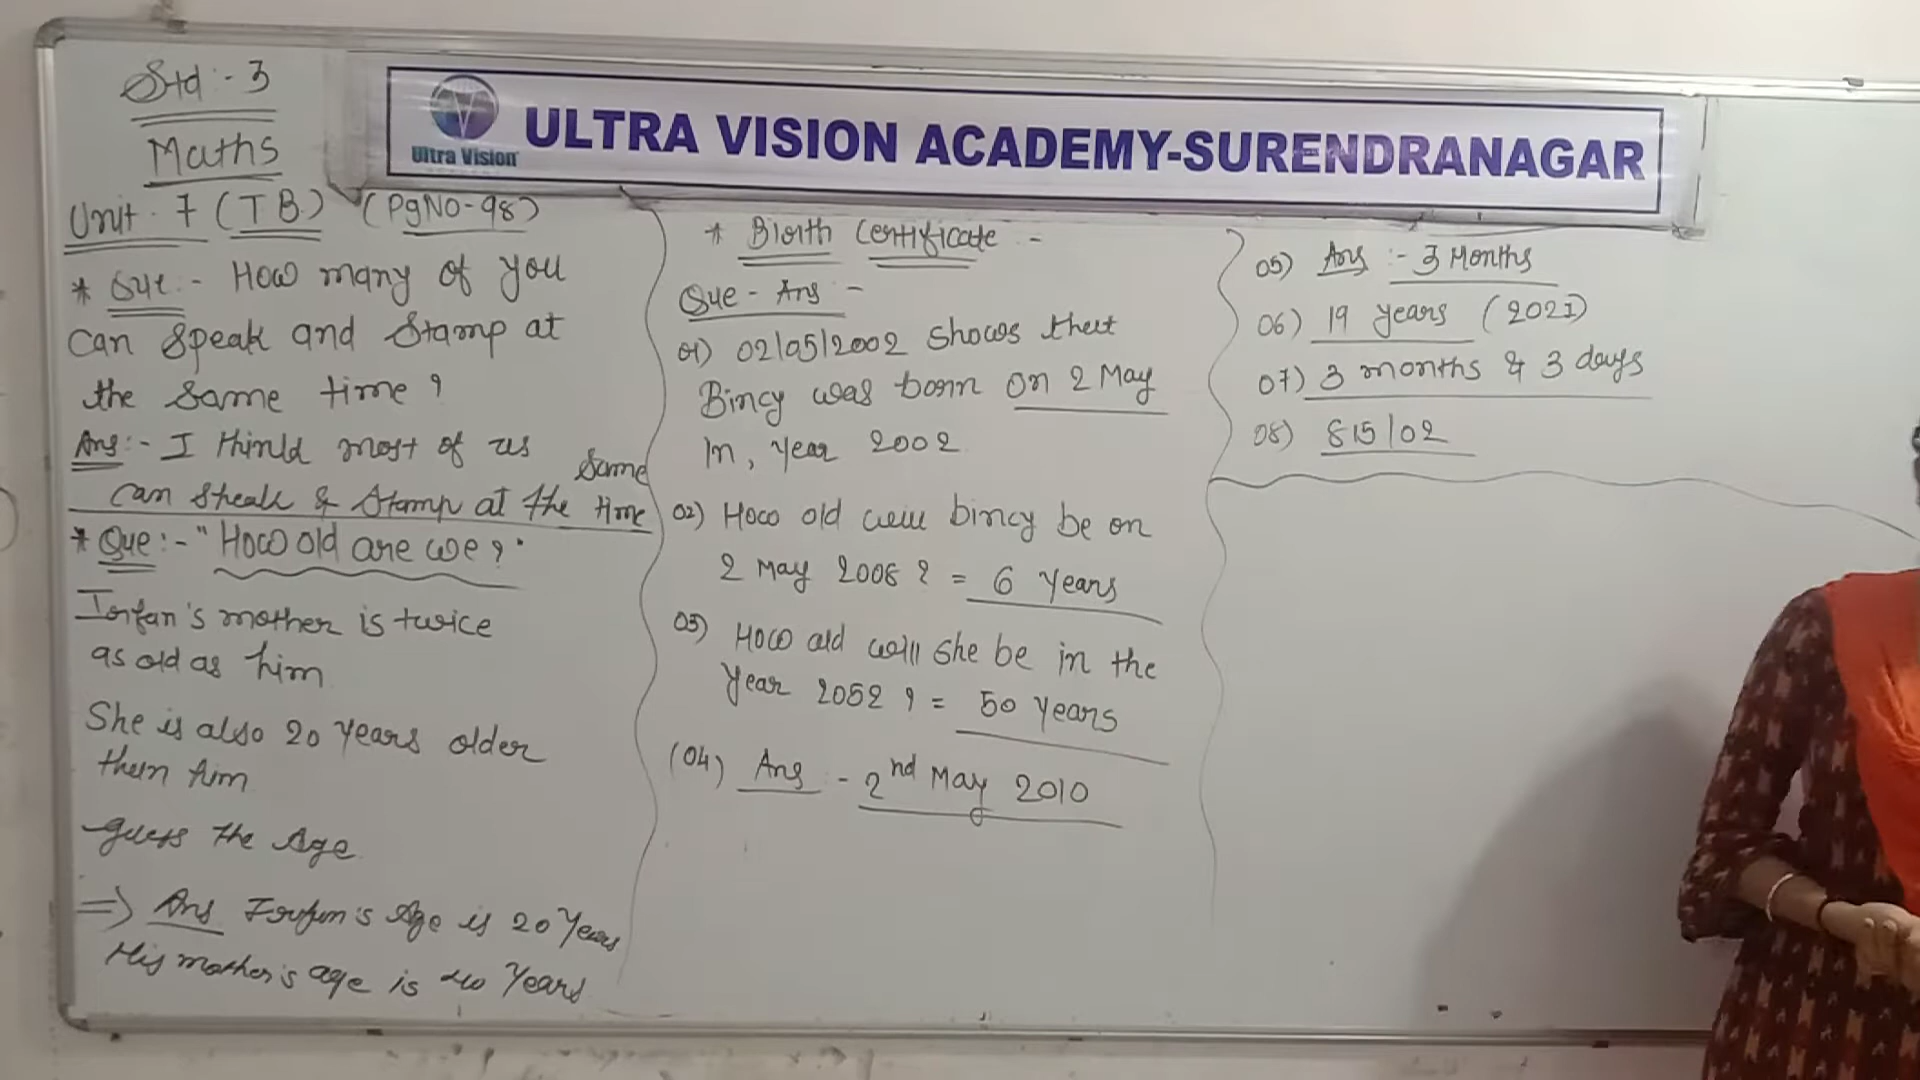 Std :- 3
Maths
Unit - 7 (T B.) (PgNO-98)
* Que :- How many of you
can speak and stamp at
the same time ?
Ans :- I think most of us
can speak & stamp at the same time
* Que :- "How old are we ?"
Irfan's mother is twice
as old as him
She is also 20 years older
then him
guess the Age
=> Ans Irfan's Age is 20 Years
His mother's age is 40 Years
Ultra Vision
ULTRA VISION ACADEMY-SURENDRANAGAR
* Birth Certificate :-
Que - Ans -
01) 02/05/2002 shows that
Bincy was born on 2 May
In, year 2002
02) How old will bincy be on
2 May 2008 ? = 6 Years
03) How old will she be in the
Year 2052 ? = 50 years
(04) Ans - 2nd May 2010
05) Ans :- 3 Months
06) 19 years (2021)
07) 3 months & 3 days
08) 815/02